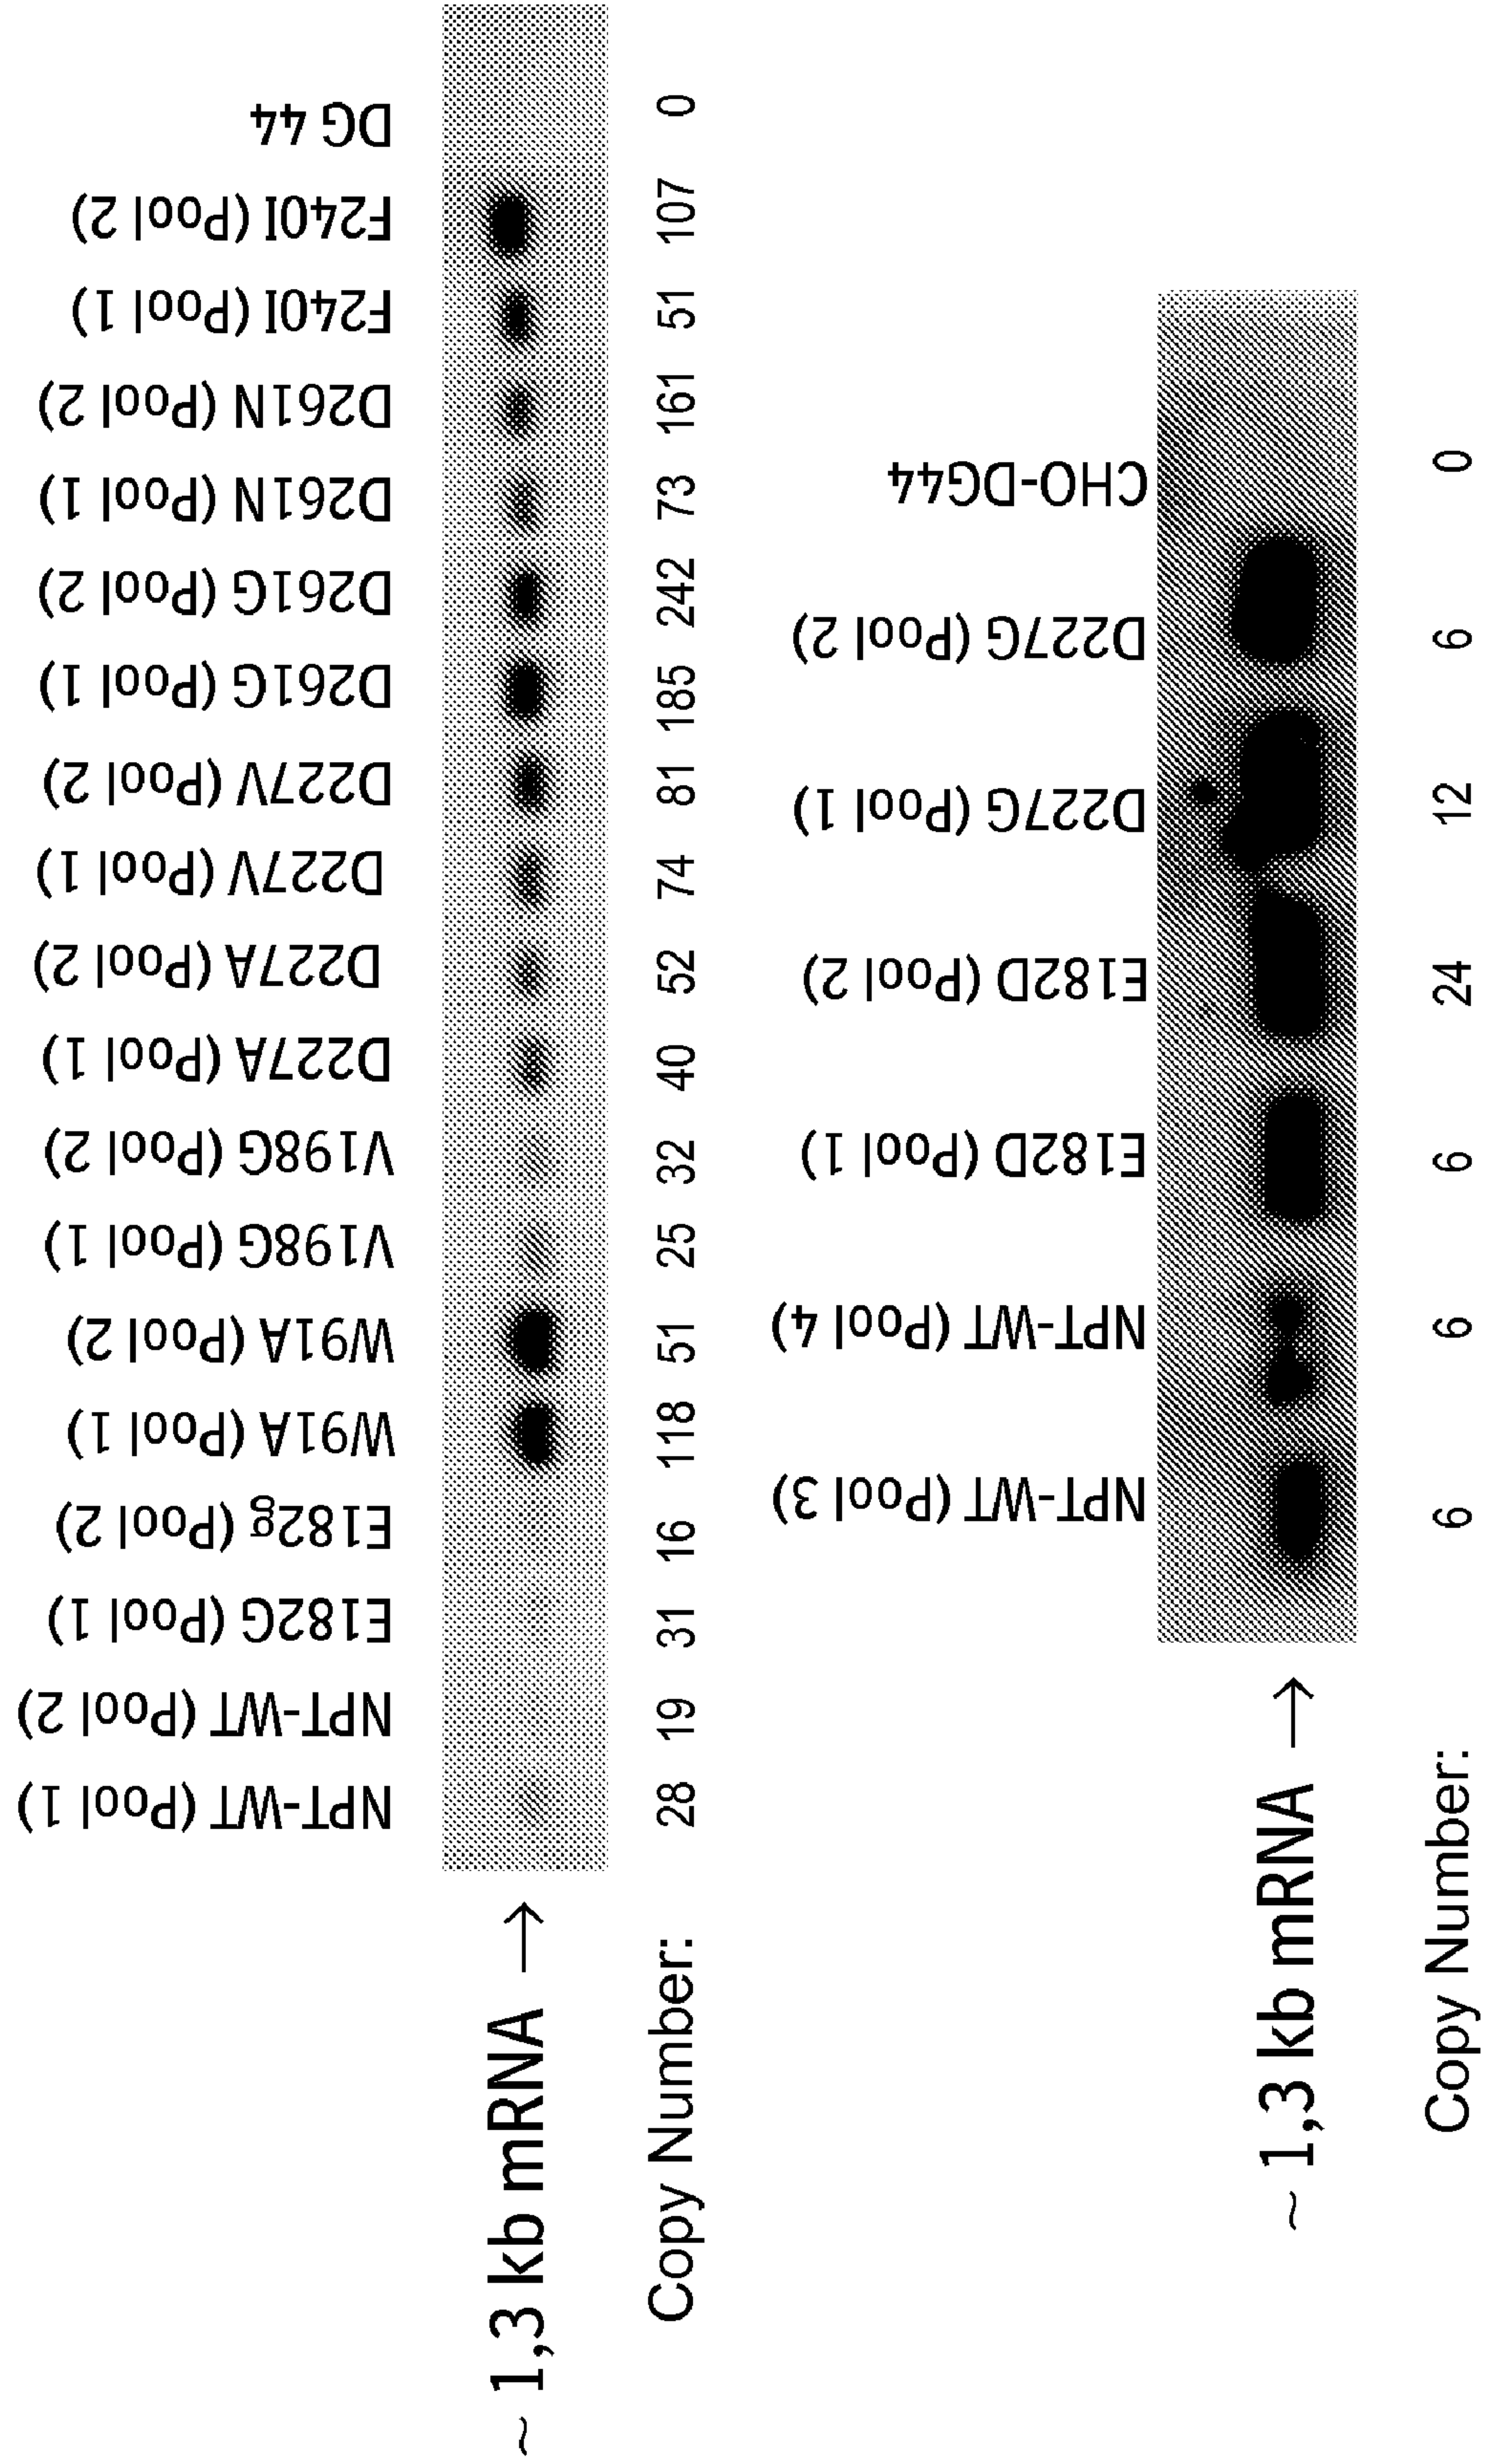 NPT-WT (Pool 1)
NPT-WT (Pool 2)
E182G (Pool 1)
E182g (Pool 2)
W91A (Pool 1)
W91A (Pool 2)
V198G (Pool 1)
V198G (Pool 2)
D227A (Pool 1)
D227A (Pool 2)
D227V (Pool 1)
D227V (Pool 2)
D261G (Pool 1)
D261G (Pool 2)
D261N (Pool 1)
D261N (Pool 2)
F240I (Pool 1)
F240I (Pool 2)
DG 44
~ 1,3 kb mRNA →
Copy Number: 28 19 31 16 118 51 25 32 40 52 74 81 185 242 73 161 51 107 0
NPT-WT (Pool 3)
NPT-WT (Pool 4)
E182D (Pool 1)
E182D (Pool 2)
D227G (Pool 1)
D227G (Pool 2)
CHO-DG44
~ 1,3 kb mRNA →
Copy Number: 6 6 6 24 12 6 0